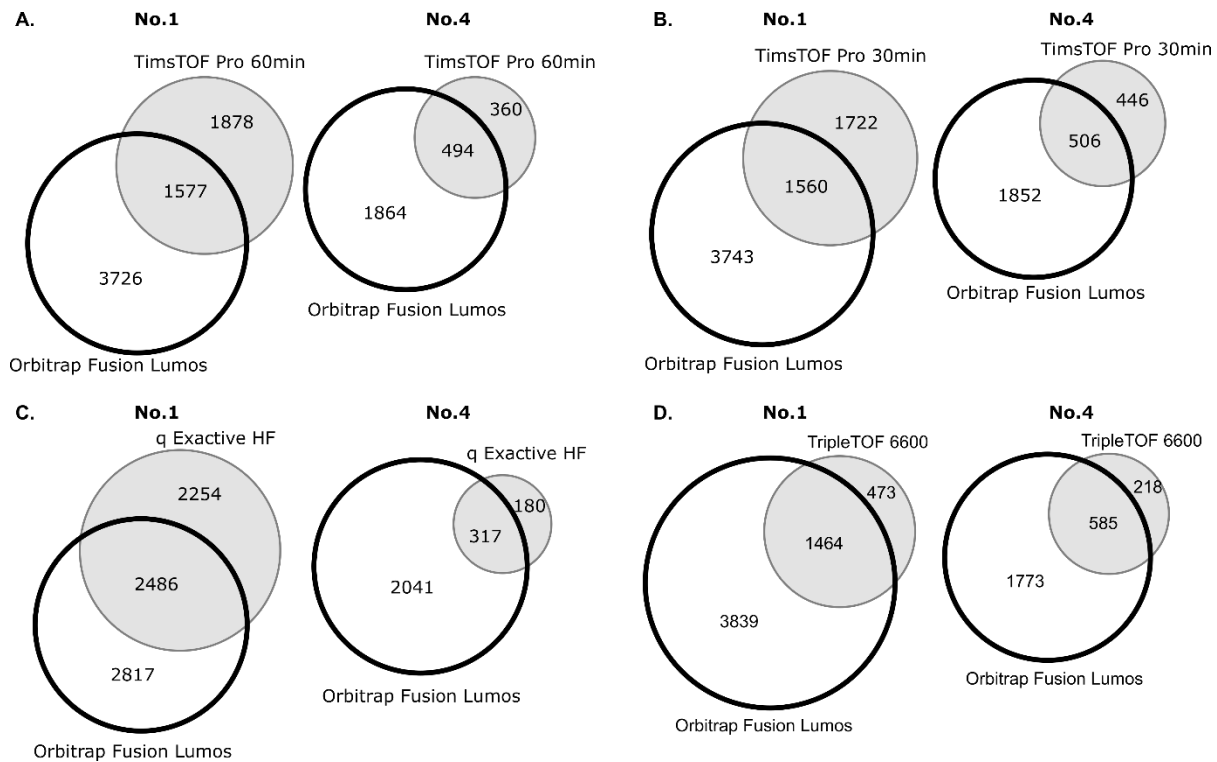 A.
No.1
No.4
TimsTOF Pro 60min
TimsTOF Pro 60min
1878
360
1577
494
3726
1864
Orbitrap Fusion Lumos
Orbitrap Fusion Lumos
B.
No.1
No.4
TimsTOF Pro 30min
TimsTOF Pro 30min
1722
446
1560
506
3743
1852
Orbitrap Fusion Lumos
Orbitrap Fusion Lumos
C.
No.1
No.4
q Exactive HF
q Exactive HF
2254
180
2486
317
2817
2041
Orbitrap Fusion Lumos
Orbitrap Fusion Lumos
D.
No.1
No.4
TripleTOF 6600
TripleTOF 6600
473
218
1464
585
3839
1773
Orbitrap Fusion Lumos
Orbitrap Fusion Lumos